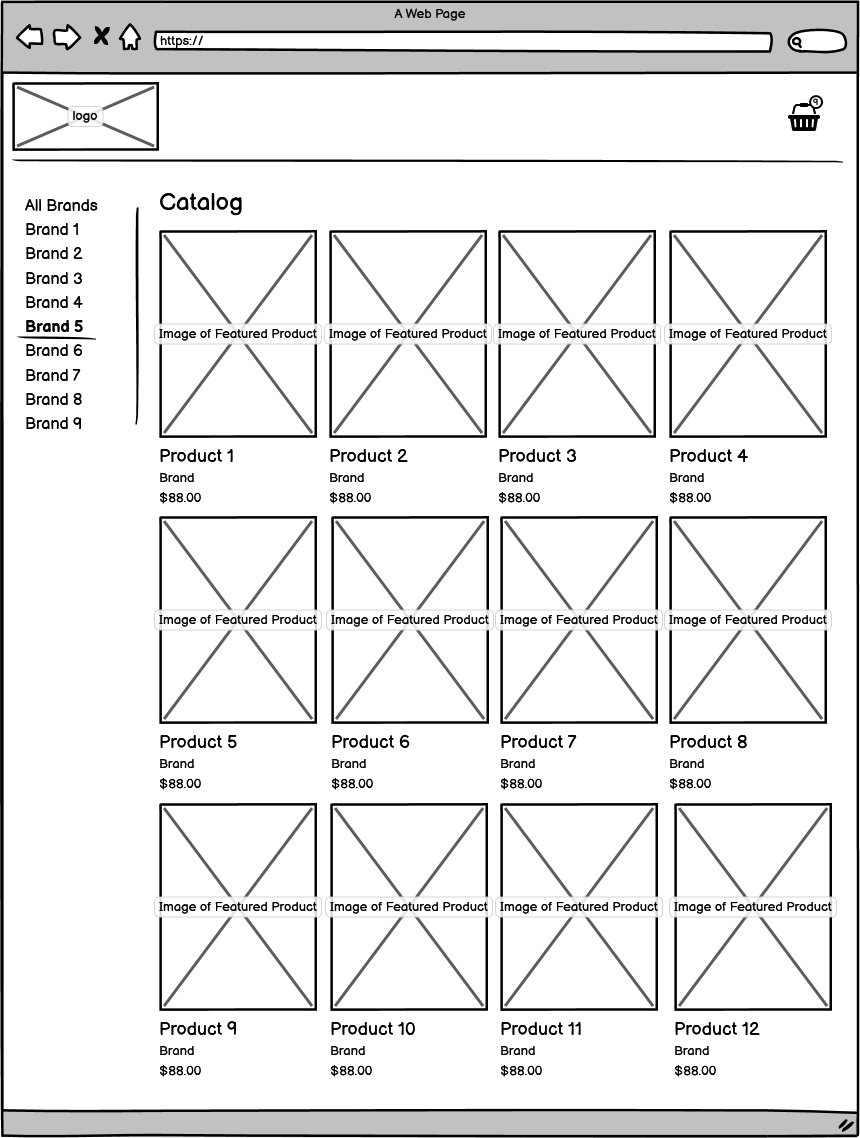 A Web Page
https://
logo
9
All Brands
Brand 1
Brand 2
Brand 3
Brand 4
Brand 5
Brand 6
Brand 7
Brand 8
Brand 9
Catalog
Image of Featured Product Image of Featured Product Image of Featured Product Image of Featured Product
Product 1 Product 2 Product 3 Product 4
Brand Brand Brand Brand
$88.00 $88.00 $88.00 $88.00
Image of Featured Product Image of Featured Product Image of Featured Product Image of Featured Product
Product 5 Product 6 Product 7 Product 8
Brand Brand Brand Brand
$88.00 $88.00 $88.00 $88.00
Image of Featured Product Image of Featured Product Image of Featured Product Image of Featured Product
Product 9 Product 10 Product 11 Product 12
Brand Brand Brand Brand
$88.00 $88.00 $88.00 $88.00